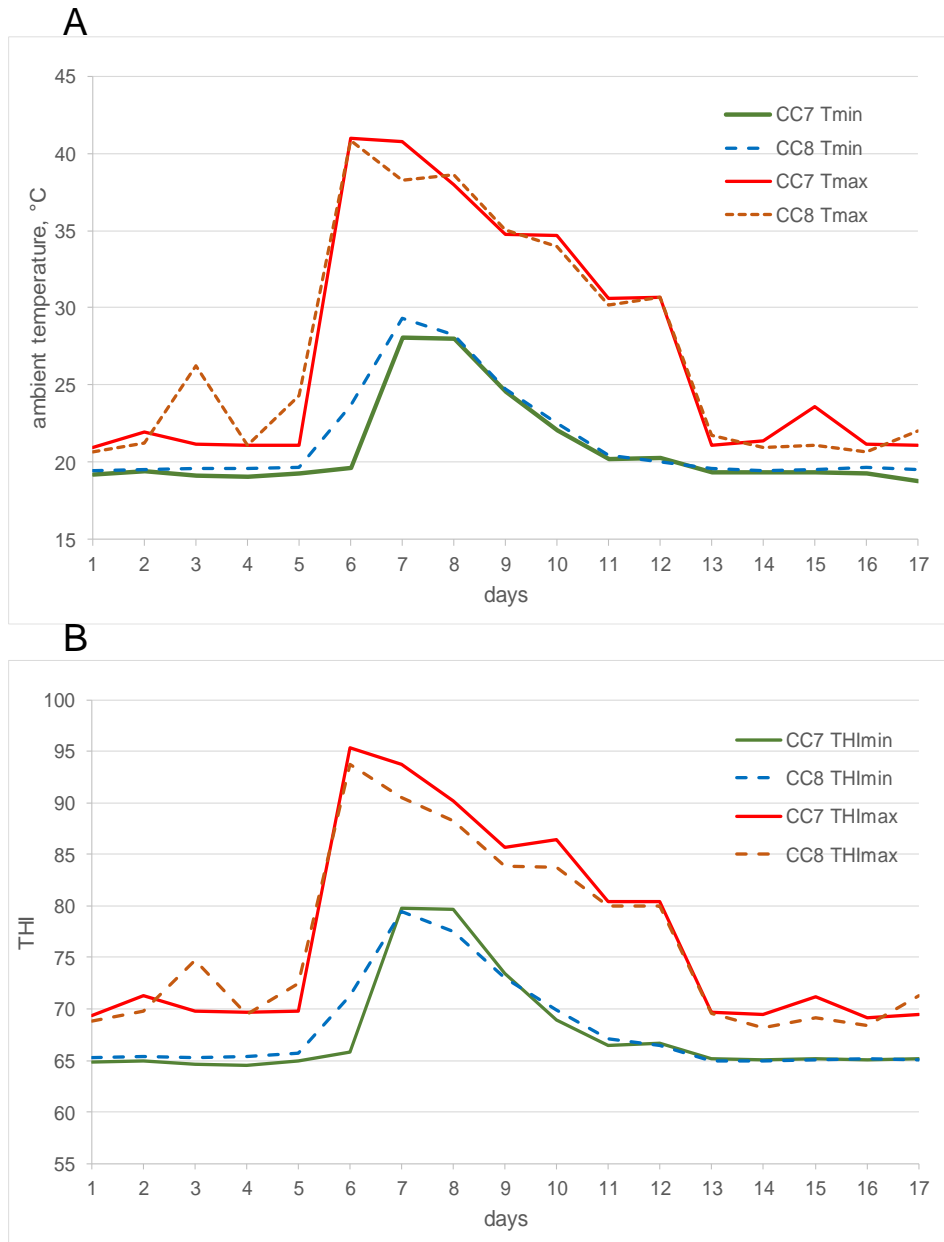 A
45
40
35
30
25
20
15
ambient temperature, °C
CC7 Tmin
CC8 Tmin
CC7 Tmax
CC8 Tmax
1 2 3 4 5 6 7 8 9 10 11 12 13 14 15 16 17
days
B
100
95
90
85
80
75
70
65
60
55
THI
CC7 THImin
CC8 THImin
CC7 THImax
CC8 THImax
1 2 3 4 5 6 7 8 9 10 11 12 13 14 15 16 17
days